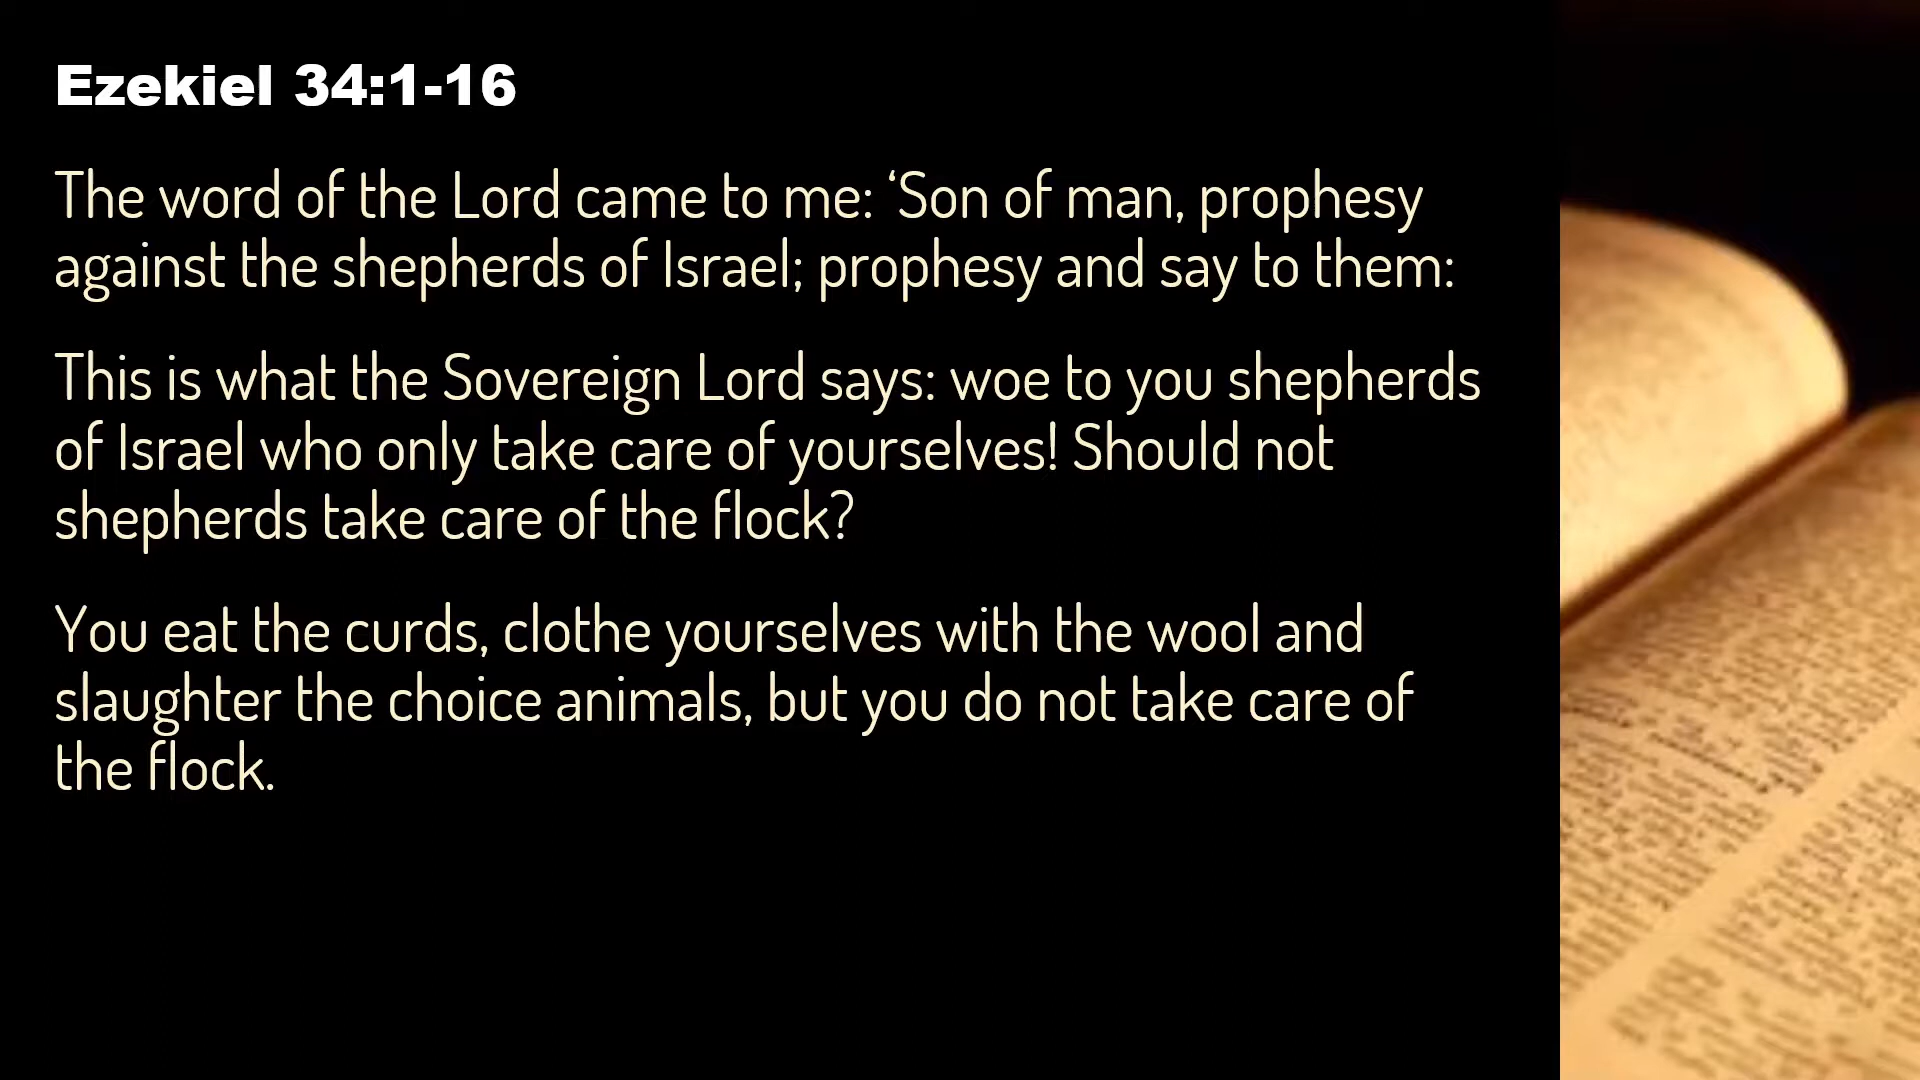 Ezekiel 34:1-16
The word of the Lord came to me: ‘Son of man, prophesy
against the shepherds of Israel; prophesy and say to them:
This is what the Sovereign Lord says: woe to you shepherds
of Israel who only take care of yourselves! Should not
shepherds take care of the flock?
You eat the curds, clothe yourselves with the wool and
slaughter the choice animals, but you do not take care of
the flock.